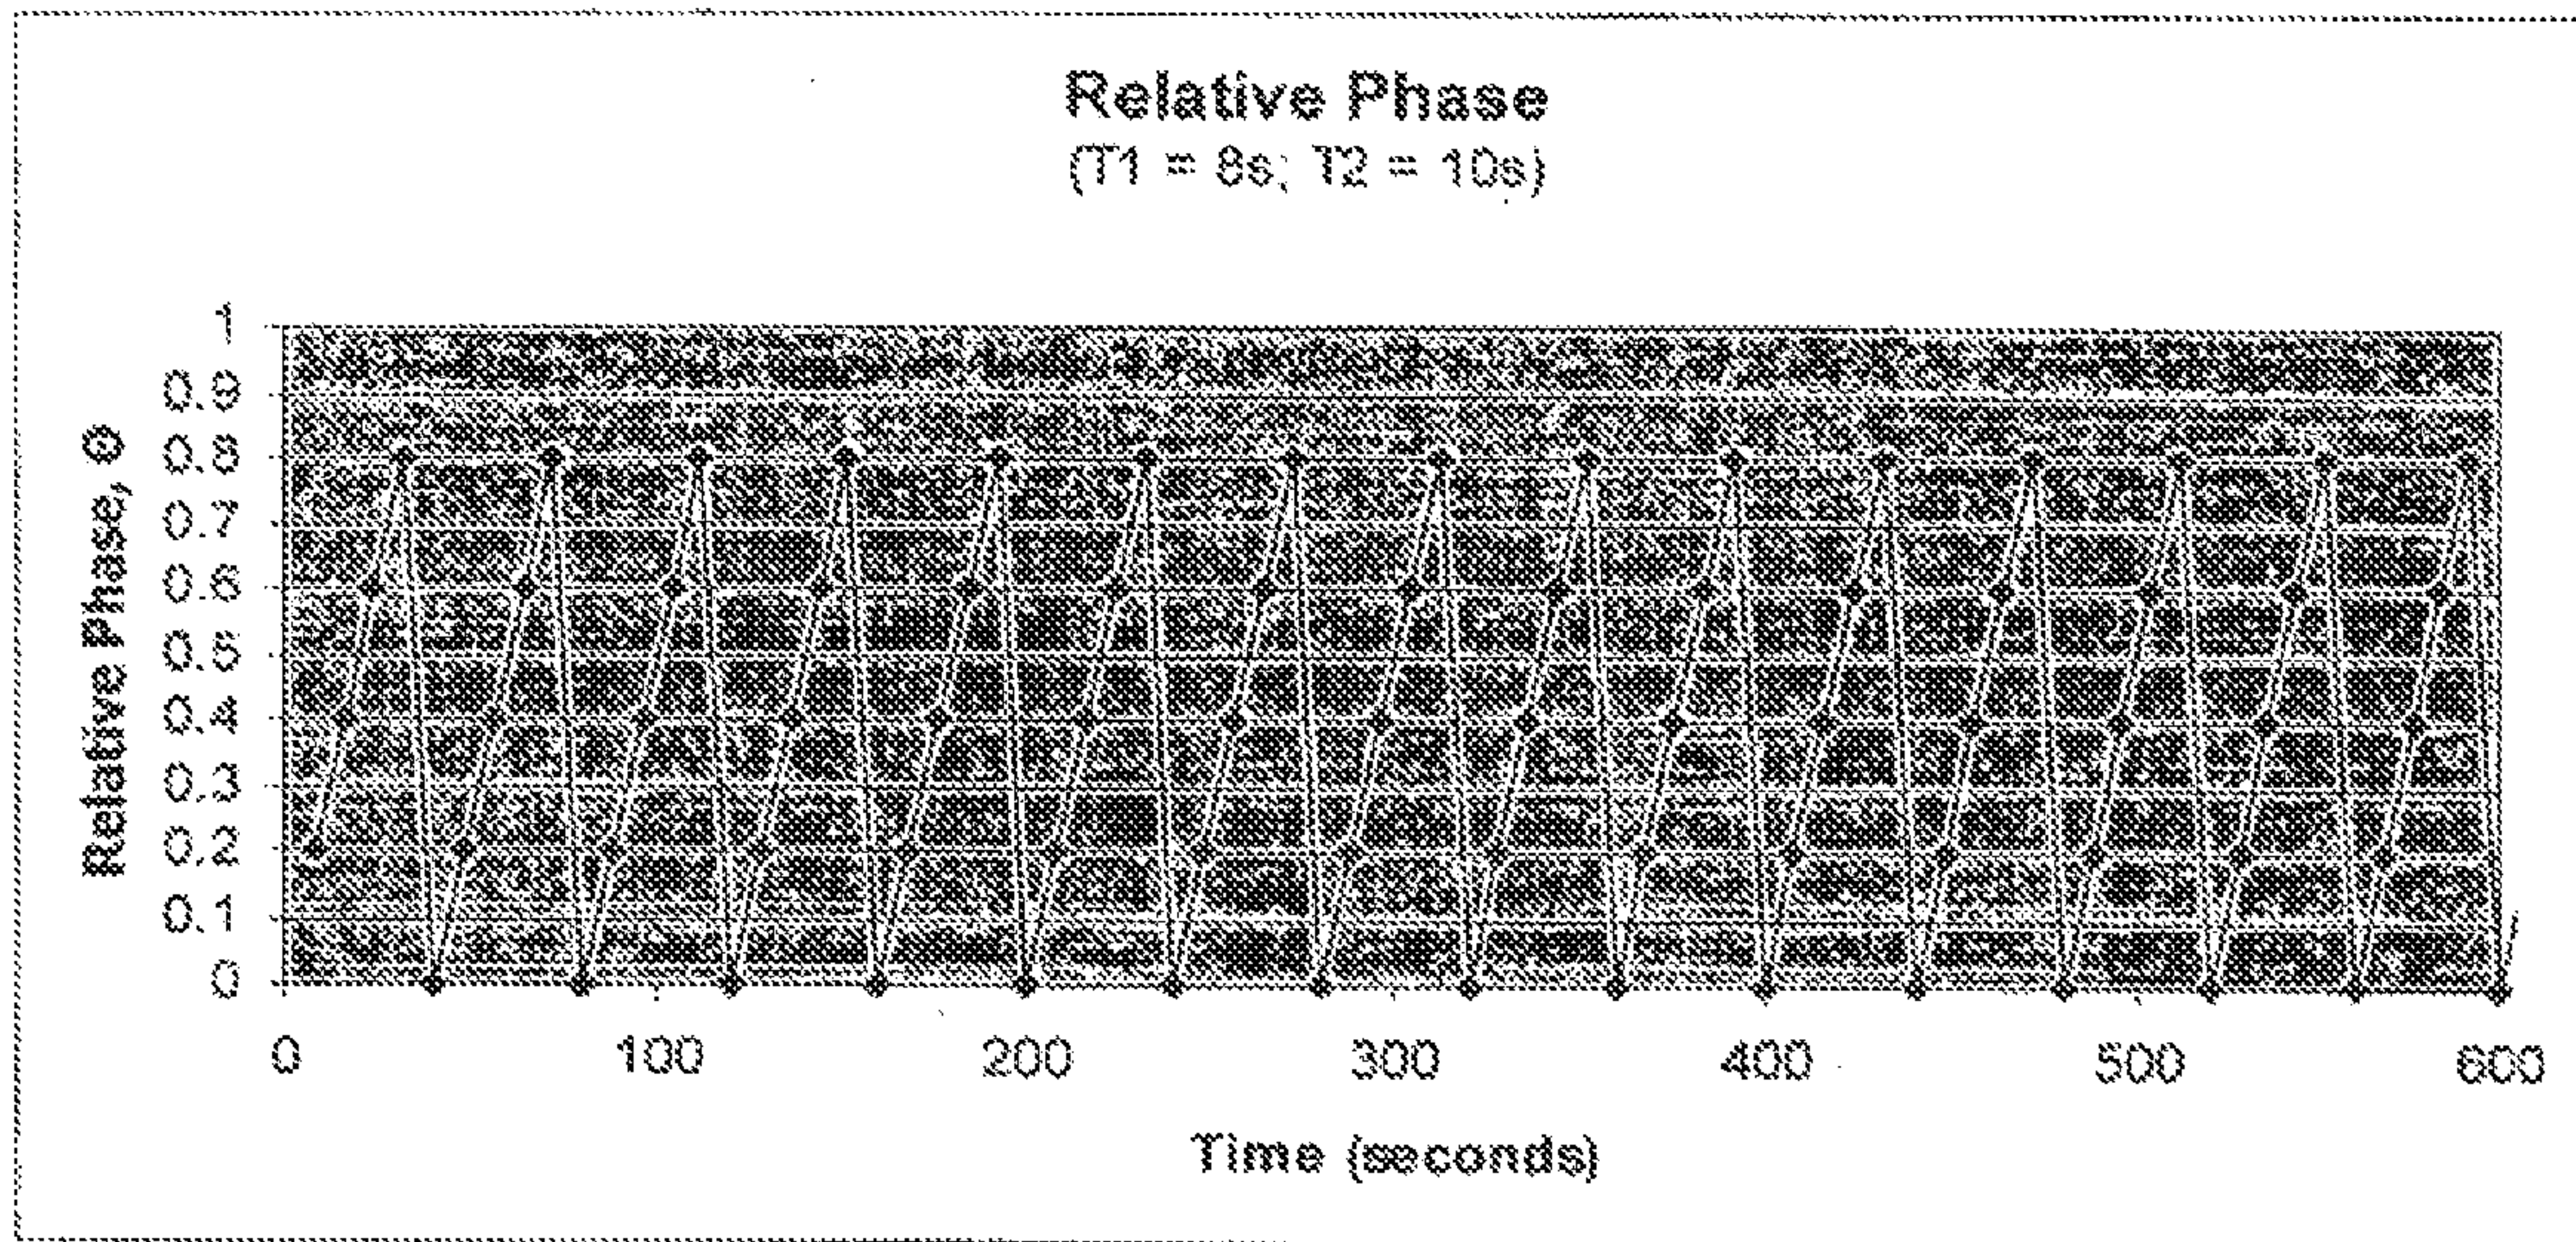 Relative Phase
(T1 = 8s; T2 = 10s)
Relative Phase, Θ
1
0.9
0.8
0.7
0.6
0.5
0.4
0.3
0.2
0.1
0
0 100 200 300 400 500 600
Time (seconds)